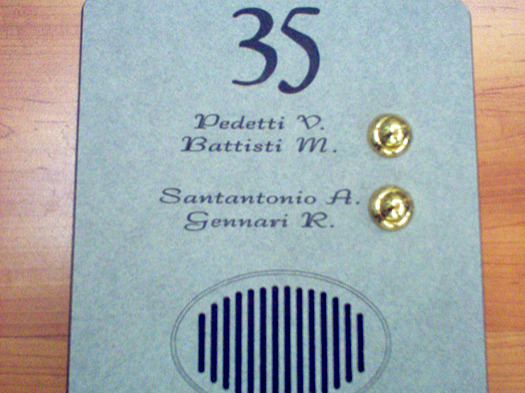 35
Pedetti V.
Battisti M.
Santantonio A.
Gennari R.